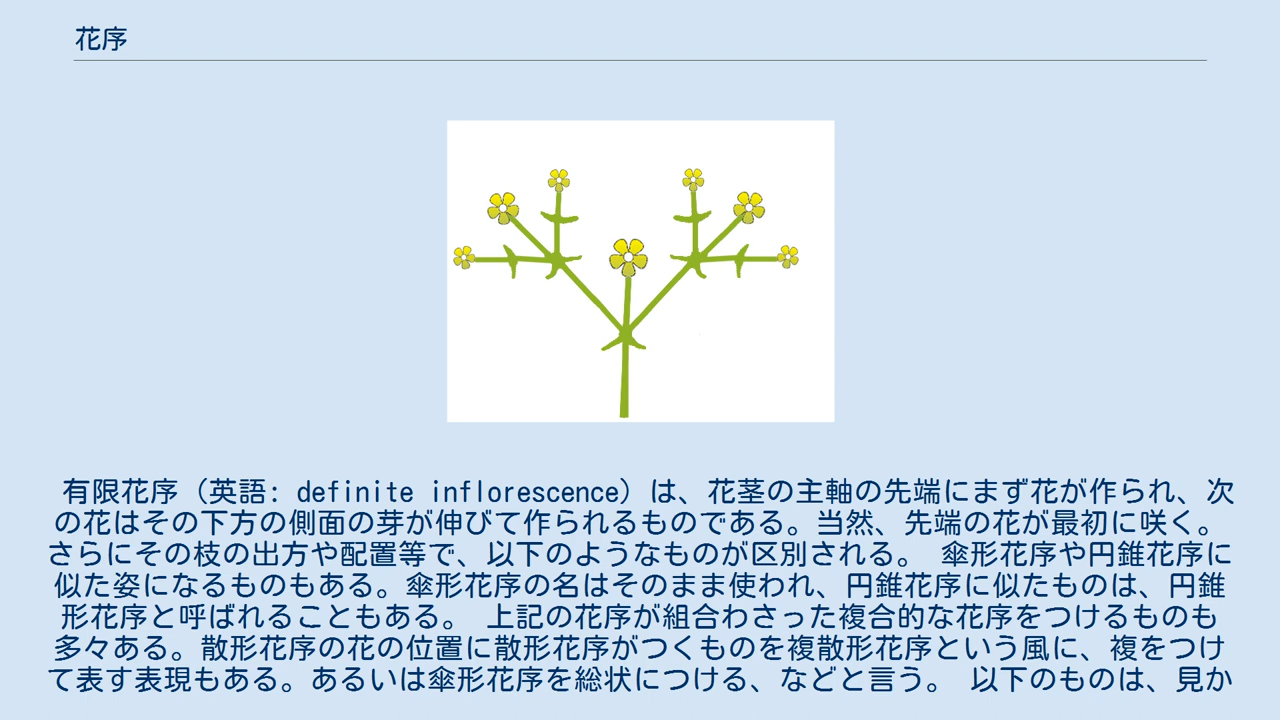 花序
有限花序（英語: definite inflorescence）は、花茎の主軸の先端にまず花が作られ、次
の花はその下方の側面の芽が伸びて作られるものである。当然、先端の花が最初に咲く。
さらにその枝の出方や配置等で、以下のようなものが区別される。 傘形花序や円錐花序に
似た姿になるものもある。傘形花序の名はそのまま使われ、円錐花序に似たものは、円錐
形花序と呼ばれることもある。 上記の花序が組合わさった複合的な花序をつけるものも
多々ある。散形花序の花の位置に散形花序がつくものを複散形花序という風に、複をつけ
て表す表現もある。あるいは傘形花序を総状につける、などと言う。 以下のものは、見か